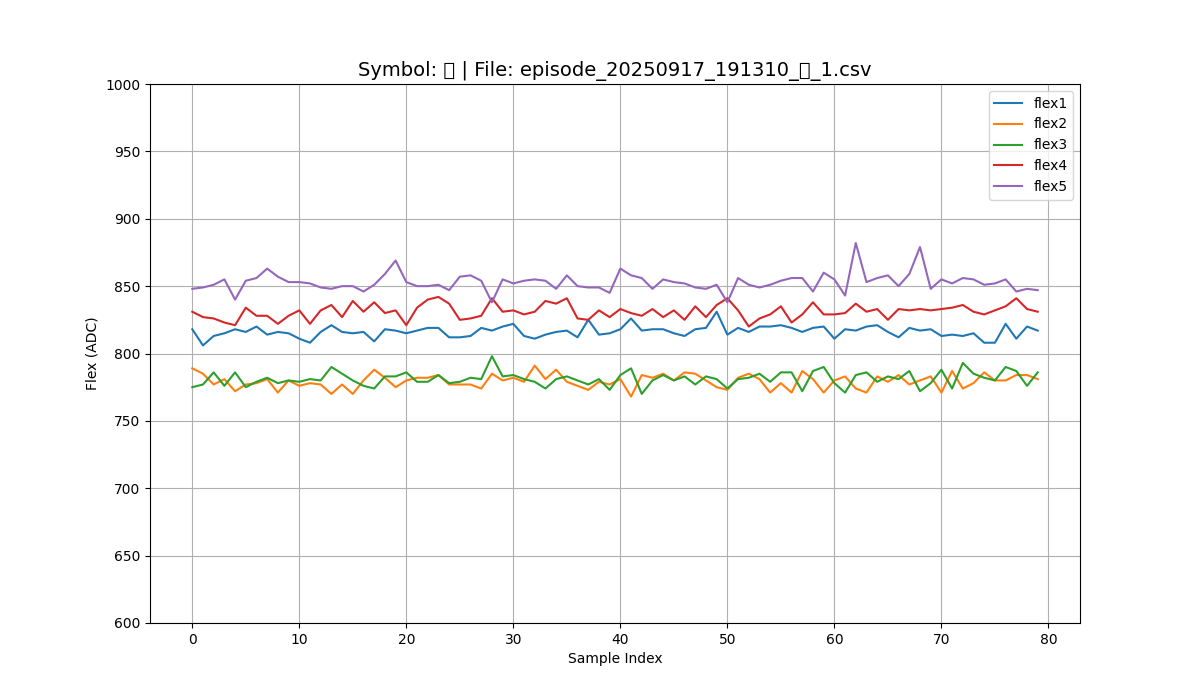 Symbol: | File: episode_20250917_191310_ _1.csv
1000
950
900
850
800
750
700
650
600
Flex (ADC)
0 10 20 30 40 50 60 70 80
Sample Index
flex1
flex2
flex3
flex4
flex5